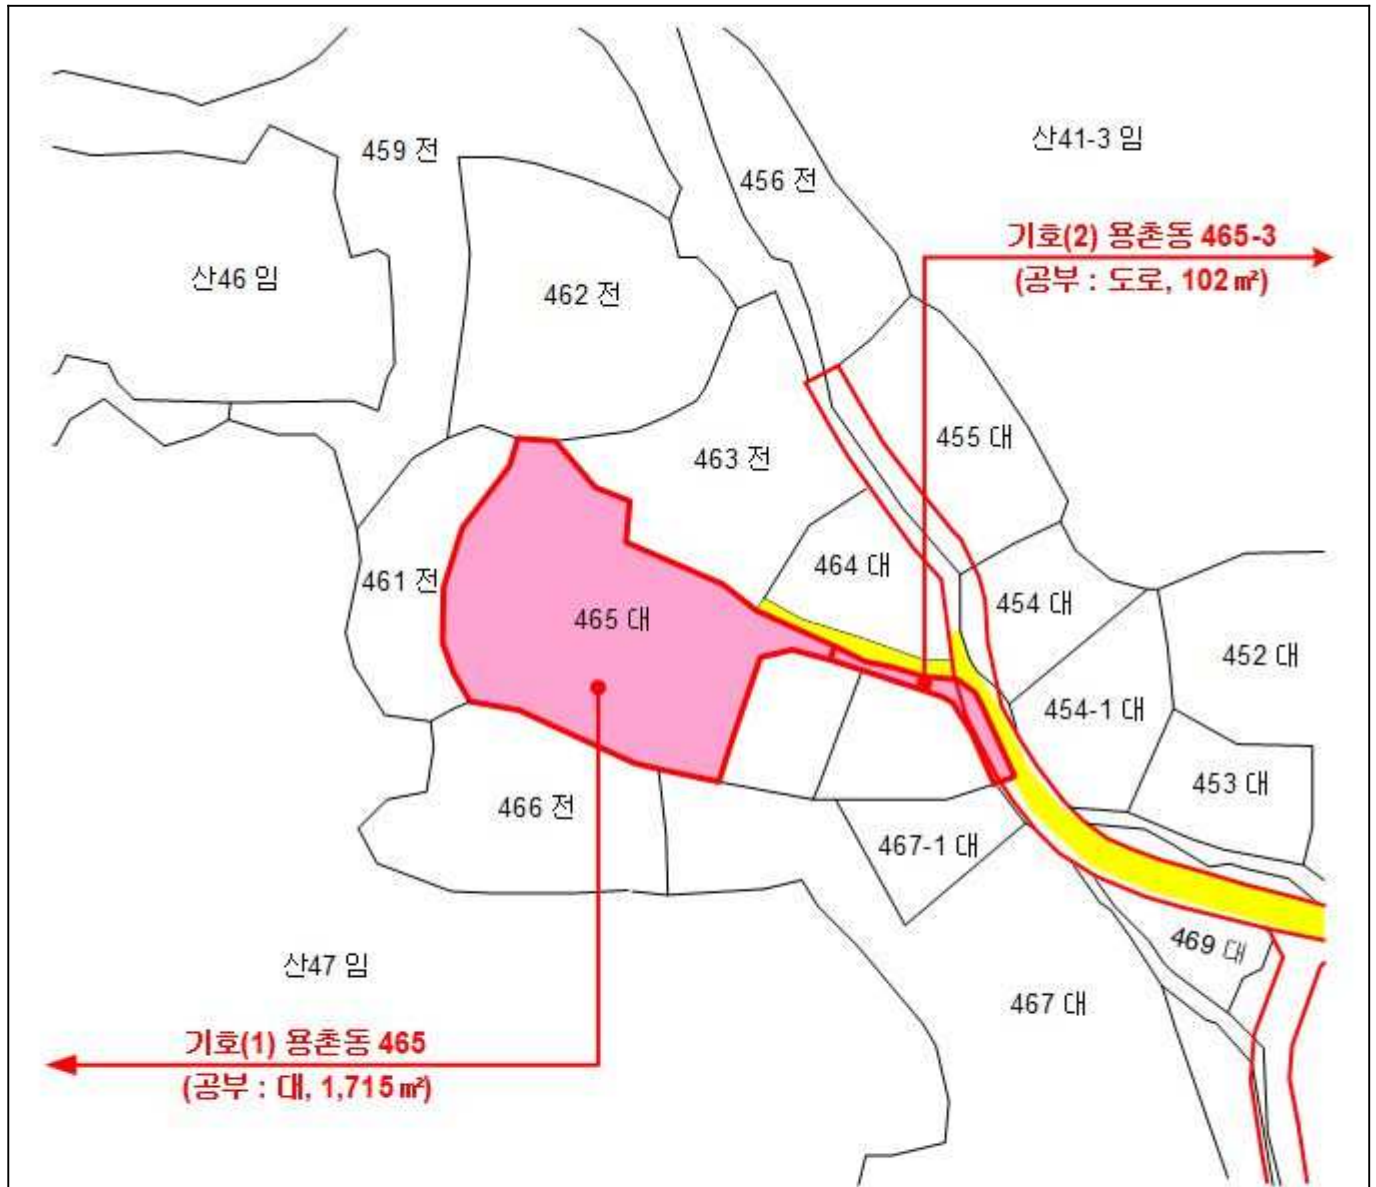 산41-3 임
459 전
456 전
기호(2) 용촌동 465-3
(공부 : 도로, 102㎡)
산46 임
462 전
455 대
463 전
464 대
461 전
454 대
465 대
452 대
454-1 대
453 대
466 전
467-1 대
469 대
산47 임
467 대
기호(1) 용촌동 465
(공부 : 대, 1,715㎡)